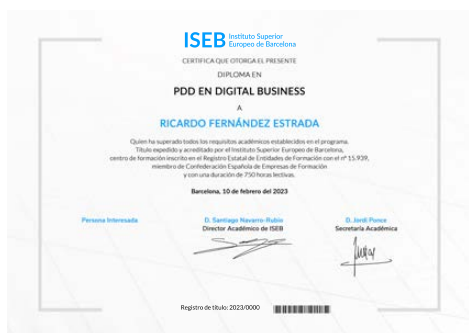 ISEB Instituto Superior
Europeo de Barcelona
CERTIFICA QUE OTORGA EL PRESENTE
DIPLOMA EN
PDD EN DIGITAL BUSINESS
A
RICARDO FERNÁNDEZ ESTRADA
Quien ha superado todos los requisitos académicos establecidos en el programa.
Título expedido y acreditado por el Instituto Superior Europeo de Barcelona,
centro de formación inscrito en el Registro Estatal de Entidades de Formación con el nº 15.939,
miembro de Confederación Española de Empresas de Formación
y con una duración de 750 horas lectivas.
Barcelona, 10 de febrero del 2023
Persona Interesada D. Santiago Navarro Rubio D. Jordi Ponce
Director Académico de ISEB Secretaría Académica
Registro de título: 2023/0000